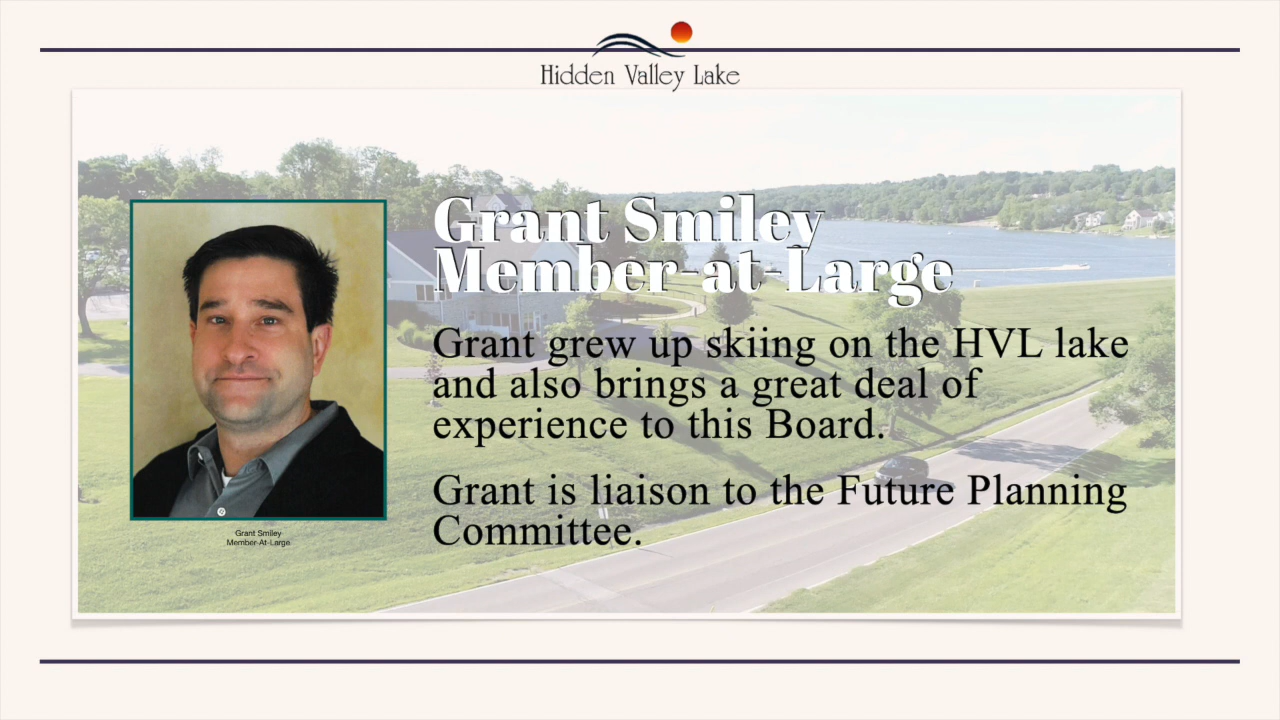 Hidden Valley Lake
Grant Smiley
Member-at-Large
Grant grew up skiing on the HVL lake
and also brings a great deal of
experience to this Board.
Grant is liaison to the Future Planning
Committee.
Grant Smiley
Member-At-Large